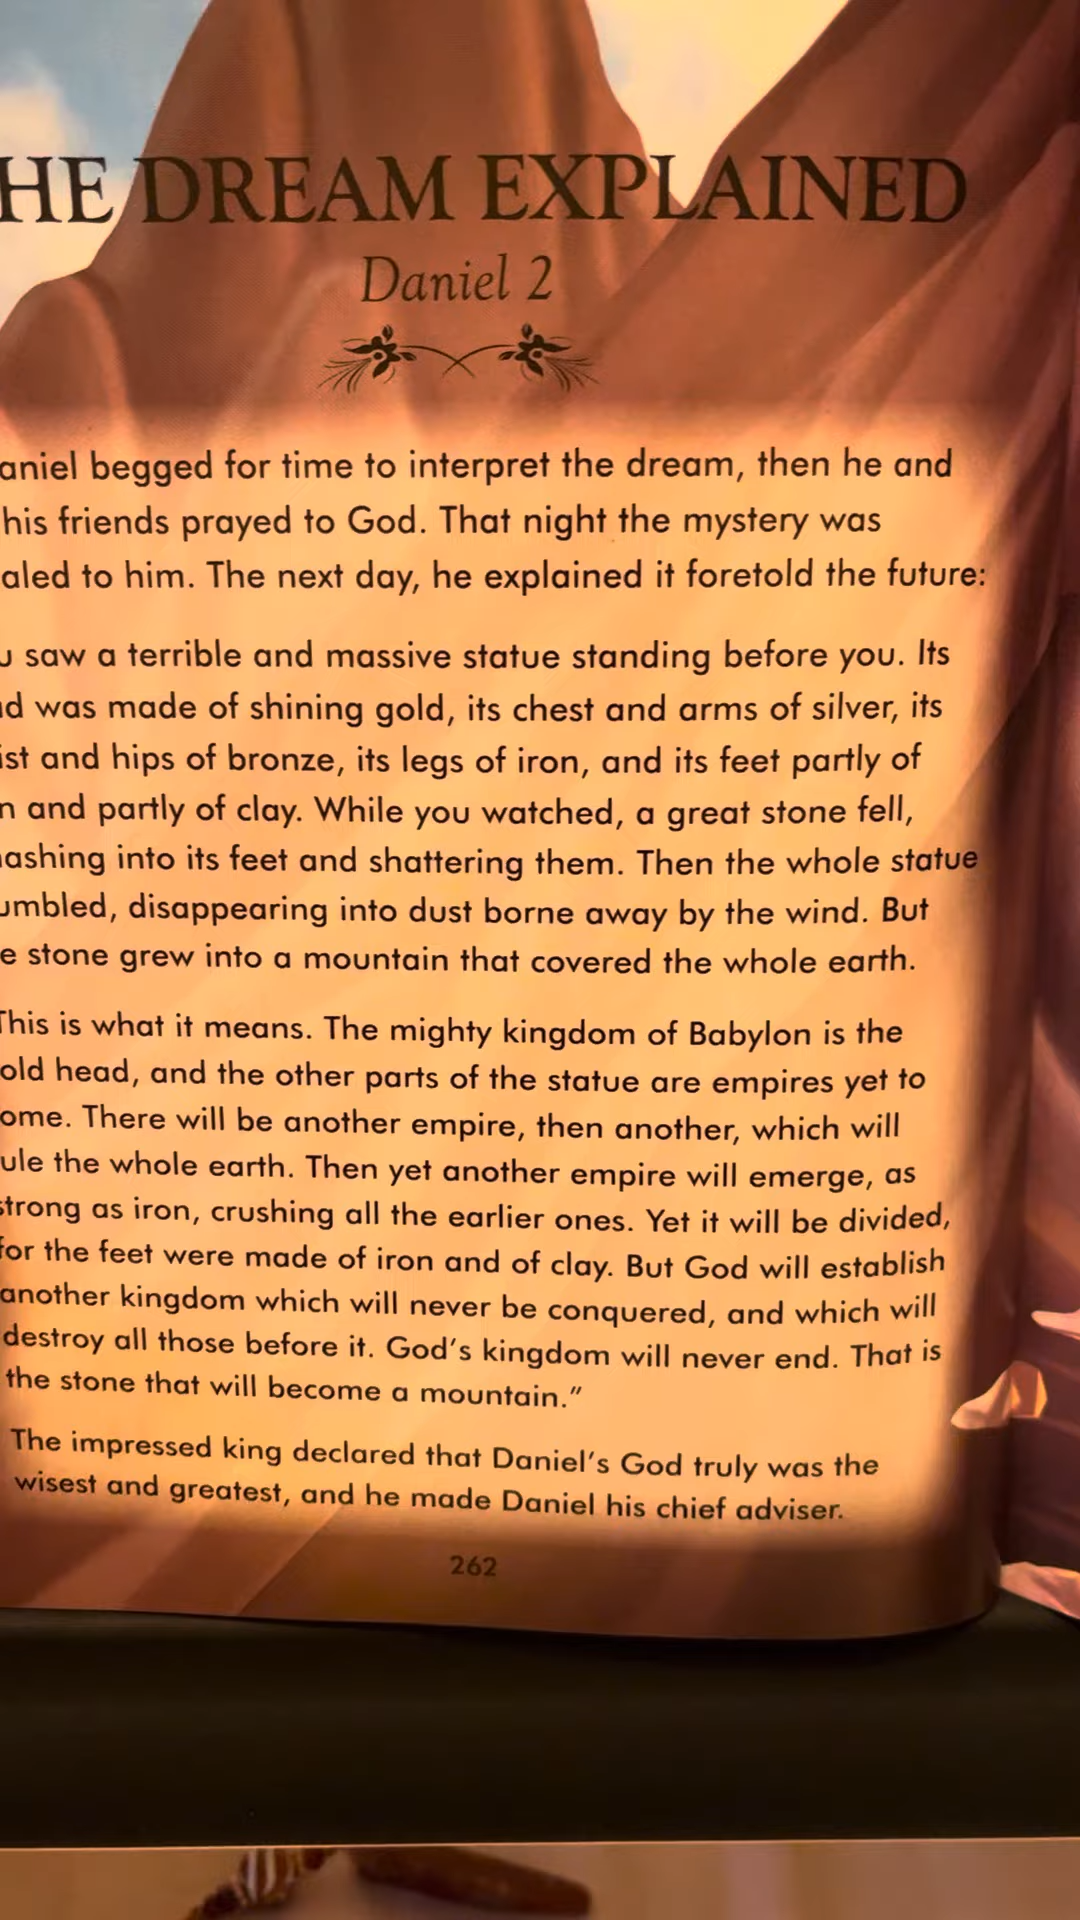 HE DREAM EXPLAINED
Daniel 2
aniel begged for time to interpret the dream, then he and
his friends prayed to God. That night the mystery was
aled to him. The next day, he explained it foretold the future:
u saw a terrible and massive statue standing before you. Its
d was made of shining gold, its chest and arms of silver, its
ist and hips of bronze, its legs of iron, and its feet partly of
n and partly of clay. While you watched, a great stone fell,
ashing into its feet and shattering them. Then the whole statue
umbled, disappearing into dust borne away by the wind. But
e stone grew into a mountain that covered the whole earth.
This is what it means. The mighty kingdom of Babylon is the
old head, and the other parts of the statue are empires yet to
ome. There will be another empire, then another, which will
ule the whole earth. Then yet another empire will emerge, as
strong as iron, crushing all the earlier ones. Yet it will be divided,
for the feet were made of iron and of clay. But God will establish
another kingdom which will never be conquered, and which will
destroy all those before it. God's kingdom will never end. That is
the stone that will become a mountain."
The impressed king declared that Daniel's God truly was the
wisest and greatest, and he made Daniel his chief adviser.
262